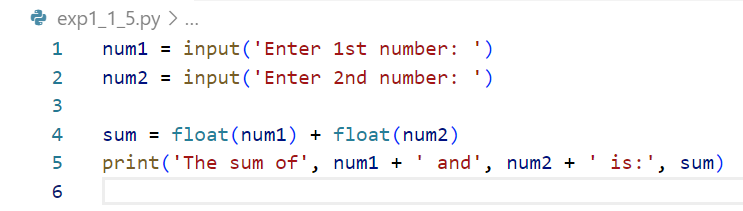 exp1_1_5.py > ...
1 num1 = input('Enter 1st number: ')
2 num2 = input('Enter 2nd number: ')
3
4 sum = float(num1) + float(num2)
5 print('The sum of', num1 + ' and', num2 + ' is:', sum)
6